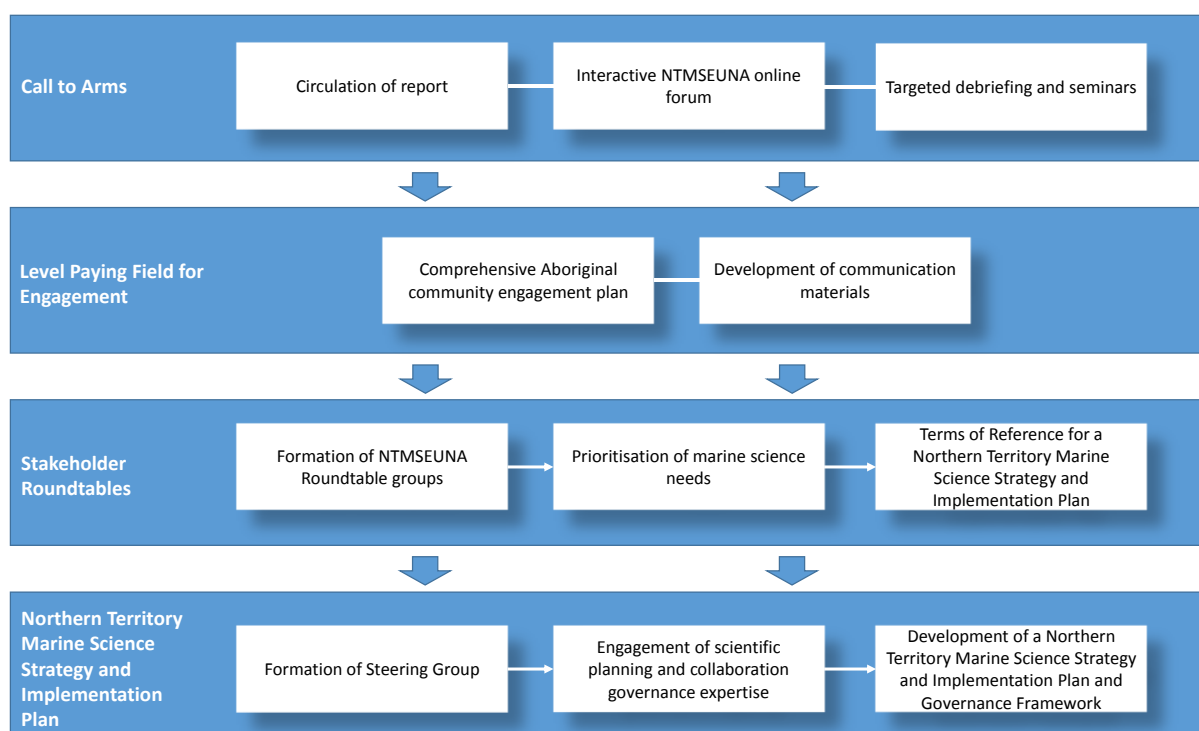 Call to Arms
Circulation of report
Interactive NTMSEUNA online
forum
Targeted debriefing and seminars
Level Paying Field for
Engagement
Comprehensive Aboriginal
community engagement plan
Development of communication
materials
Stakeholder
Roundtables
Formation of NTMSEUNA
Roundtable groups
Prioritisation of marine science
needs
Terms of Reference for a
Northern Territory Marine
Science Strategy and
Implementation Plan
Northern Territory
Marine Science
Strategy and
Implementation
Plan
Formation of Steering Group
Engagement of scientific
planning and collaboration
governance expertise
Development of a Northern
Territory Marine Science Strategy
and Implementation Plan and
Governance Framework